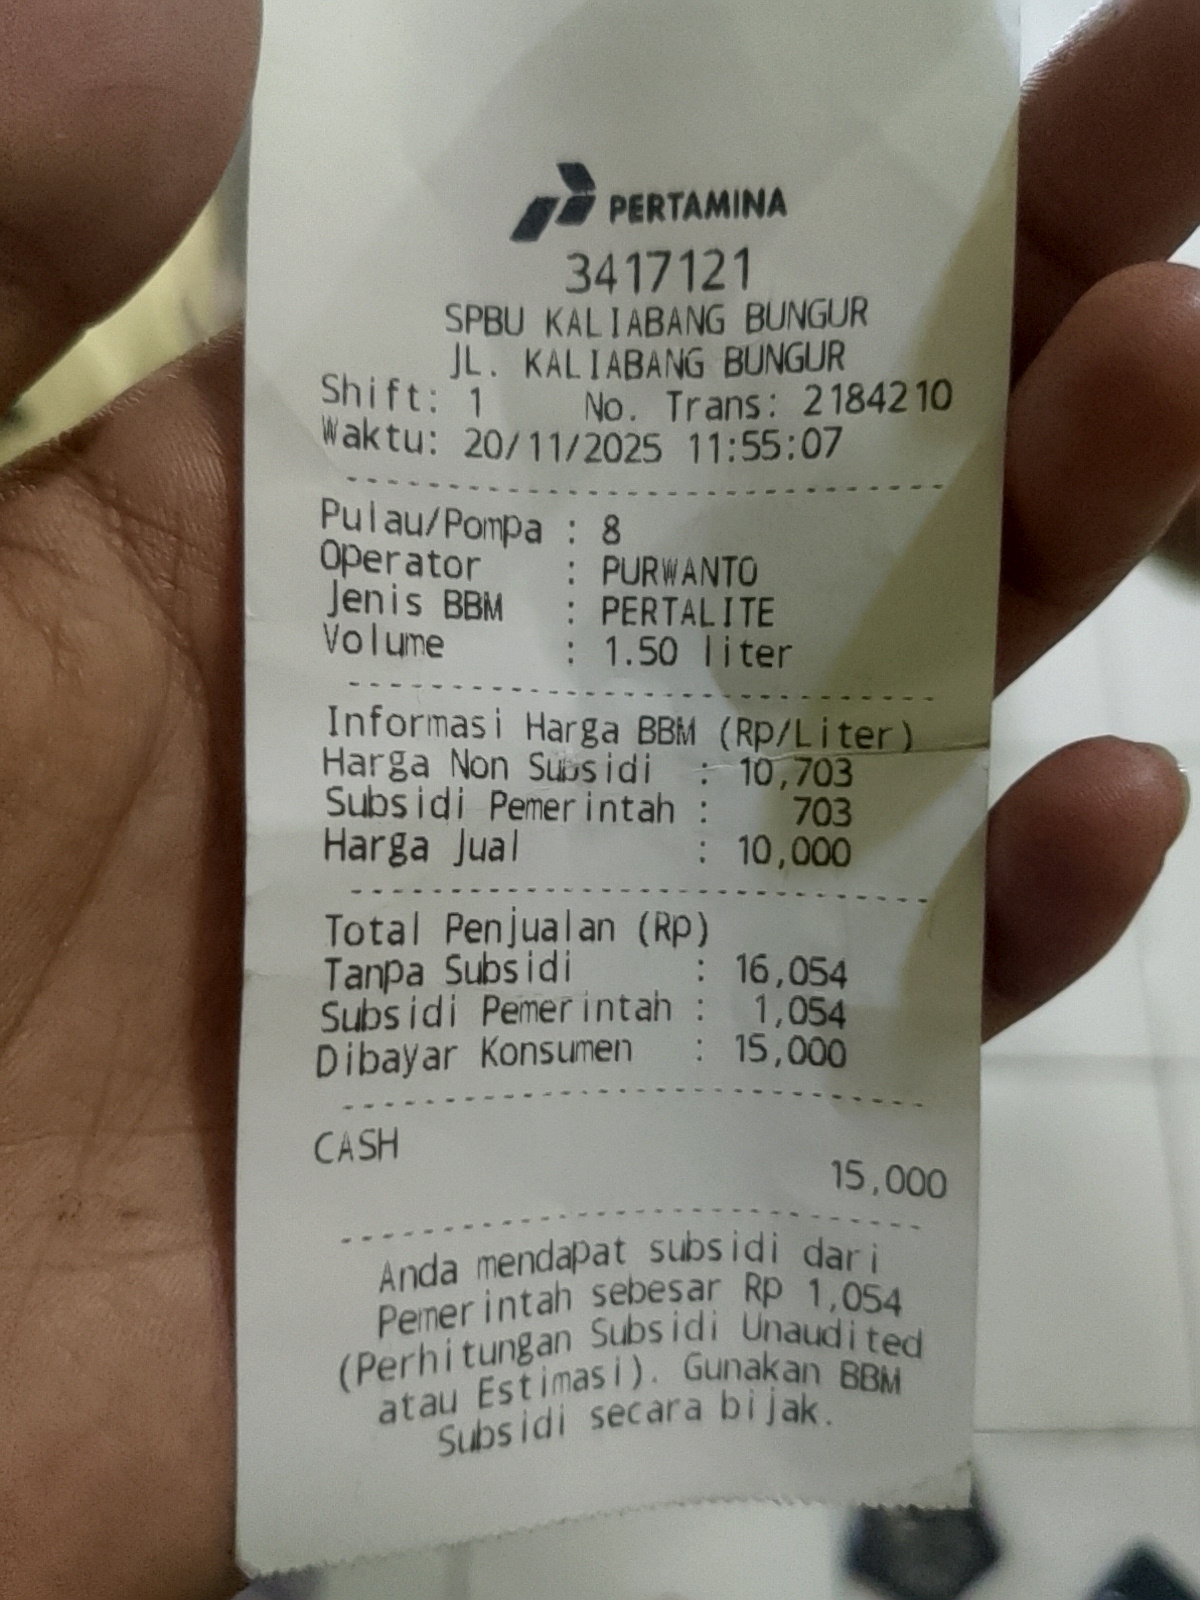 PERTAMINA
3417121
SPBU KALIABANG BUNGUR
JL. KALIABANG BUNGUR
Shift: 1 No. Trans: 2184210
Waktu: 20/11/2025 11:55:07
Pulau/Pompa : 8
Operator : PURWANTO
Jenis BBM : PERTALITE
Volume : 1.50 liter
Informasi Harga BBM (Rp/Liter)
Harga Non Subsidi : 10,703
Subsidi Pemerintah : 703
Harga Jual : 10,000
Total Penjualan (Rp)
Tanpa Subsidi : 16,054
Subsidi Pemerintah : 1,054
Dibayar Konsumen : 15,000
CASH
15,000
Anda mendapat subsidi dari
Pemerintah sebesar Rp 1,054
(Perhitungan Subsidi Unaudited
atau Estimasi). Gunakan BBM
Subsidi secara bijak.